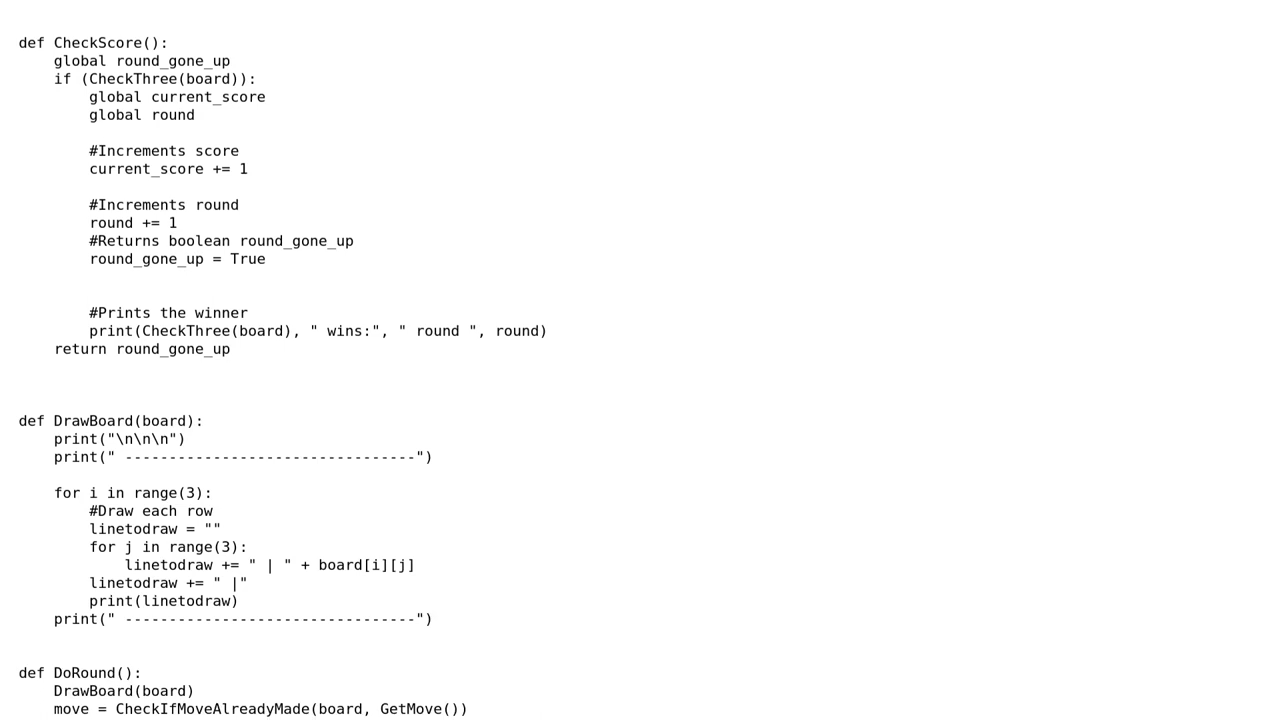 def CheckScore():
    global round_gone_up
    if (CheckThree(board)):
        global current_score
        global round

        #Increments score
        current_score += 1

        #Increments round
        round += 1
        #Returns boolean round_gone_up
        round_gone_up = True


        #Prints the winner
        print(CheckThree(board), " wins:", " round ", round)
    return round_gone_up



def DrawBoard(board):
    print("\n\n\n")
    print(" ---------------------------------")

    for i in range(3):
        #Draw each row
        linetodraw = ""
        for j in range(3):
            linetodraw += " | " + board[i][j]
        linetodraw += " |"
        print(linetodraw)
    print(" ---------------------------------")


def DoRound():
    DrawBoard(board)
    move = CheckIfMoveAlreadyMade(board, GetMove())